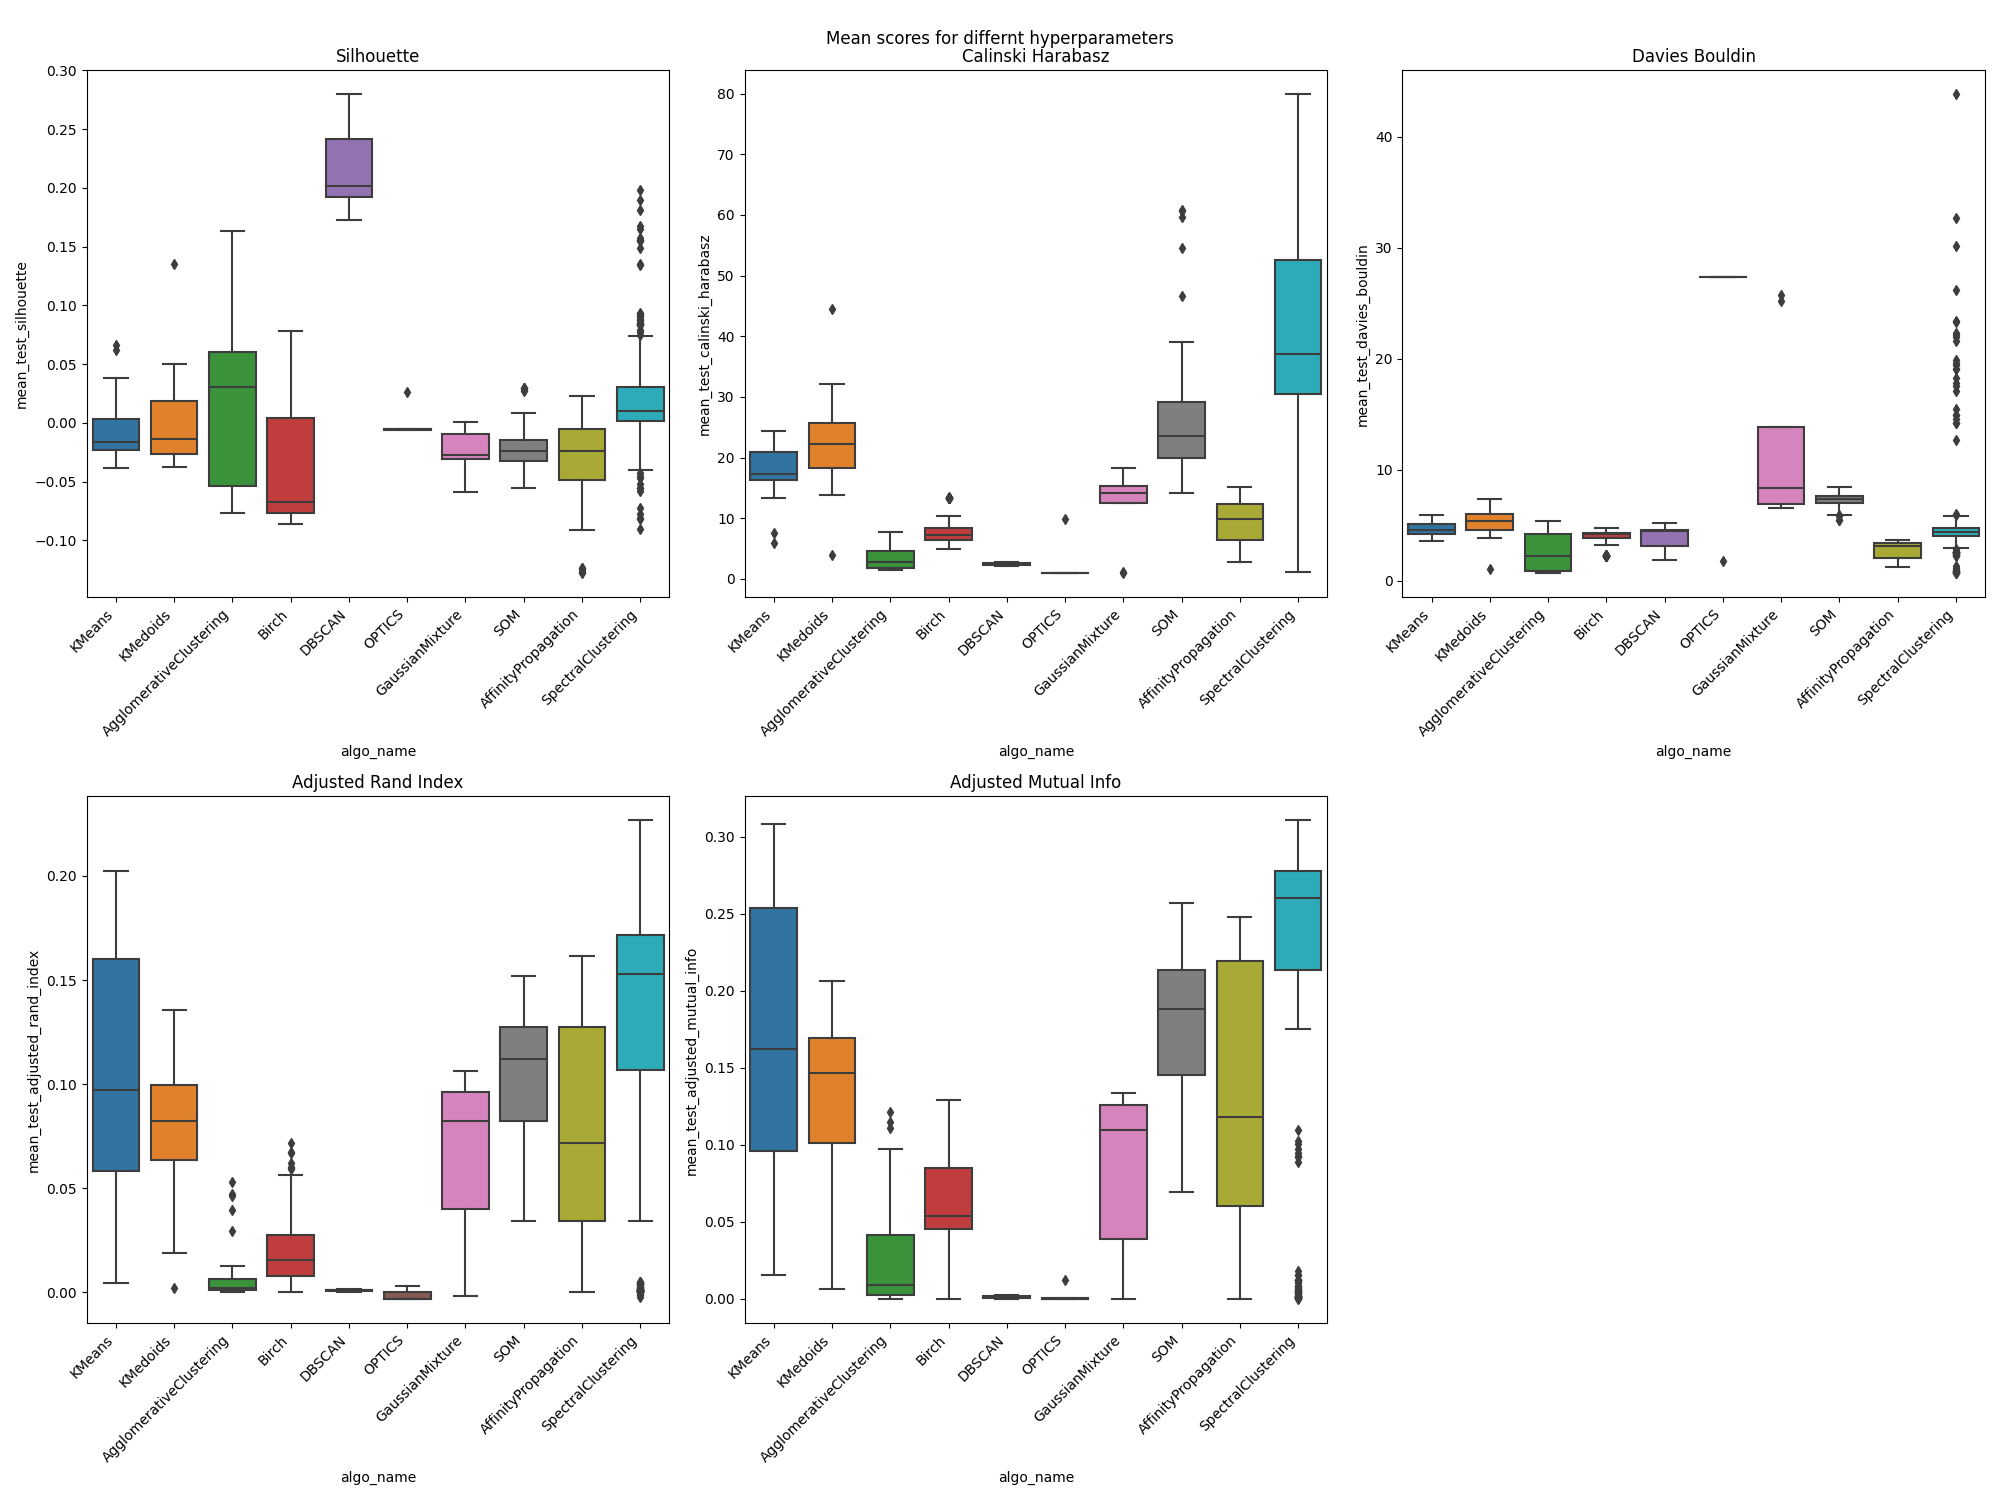 Mean scores for differnt hyperparameters
Silhouette
mean_test_silhouette
0.30
0.25
0.20
0.15
0.10
0.05
0.00
−0.05
−0.10
KMeans
KMedoids
AgglomerativeClustering
Birch
DBSCAN
OPTICS
GaussianMixture
SOM
AffinityPropagation
SpectralClustering
algo_name
Calinski Harabasz
mean_test_calinski_harabasz
80
70
60
50
40
30
20
10
0
KMeans
KMedoids
AgglomerativeClustering
Birch
DBSCAN
OPTICS
GaussianMixture
SOM
AffinityPropagation
SpectralClustering
algo_name
Davies Bouldin
mean_test_davies_bouldin
40
30
20
10
0
KMeans
KMedoids
AgglomerativeClustering
Birch
DBSCAN
OPTICS
GaussianMixture
SOM
AffinityPropagation
SpectralClustering
algo_name
Adjusted Rand Index
mean_test_adjusted_rand_index
0.20
0.15
0.10
0.05
0.00
KMeans
KMedoids
AgglomerativeClustering
Birch
DBSCAN
OPTICS
GaussianMixture
SOM
AffinityPropagation
SpectralClustering
algo_name
Adjusted Mutual Info
mean_test_adjusted_mutual_info
0.30
0.25
0.20
0.15
0.10
0.05
0.00
KMeans
KMedoids
AgglomerativeClustering
Birch
DBSCAN
OPTICS
GaussianMixture
SOM
AffinityPropagation
SpectralClustering
algo_name